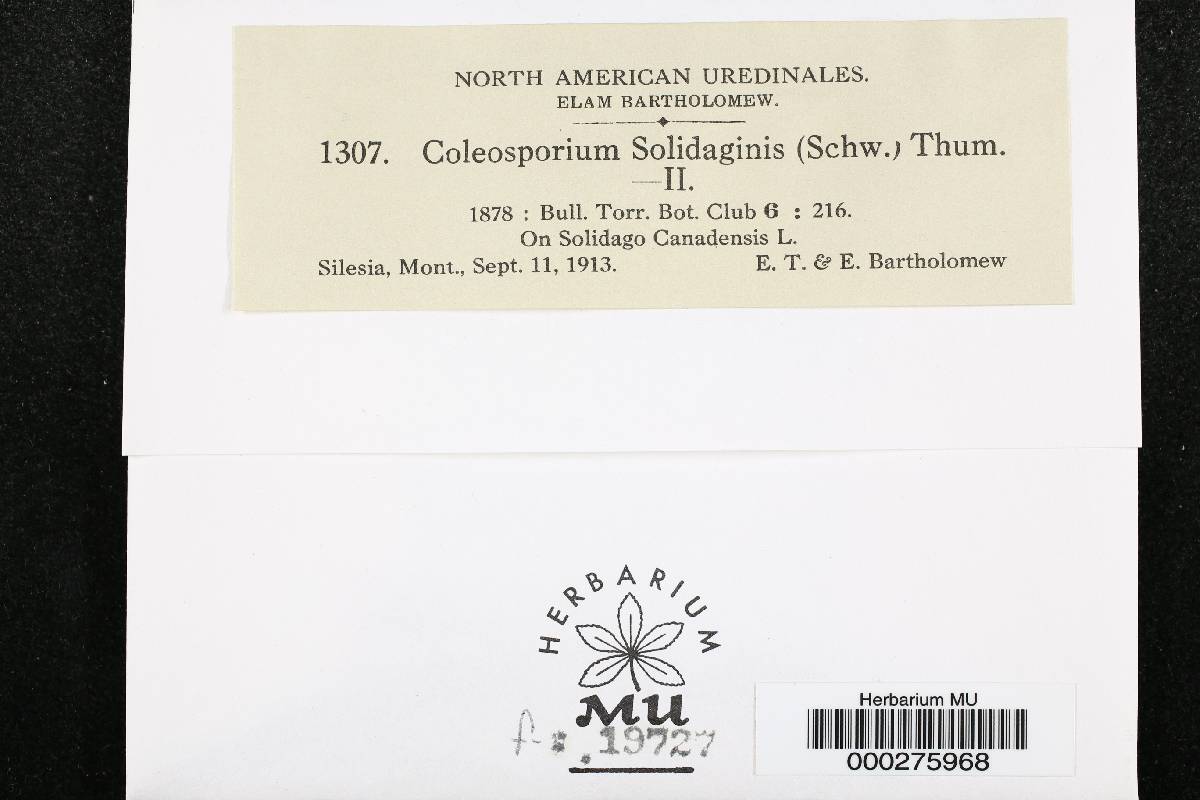 NORTH AMERICAN UREDINALES.
ELAM BARTHOLOMEW.
1307. Coleosporium Solidaginis (Schw.) Thum.
—II.
1878 : Bull. Torr. Bot. Club 6 : 216.
On Solidago Canadensis L.
Silesia, Mont., Sept. 11, 1913. E. T. & E. Bartholomew
HERBARIUM
MU
19727
Herbarium MU
000275968